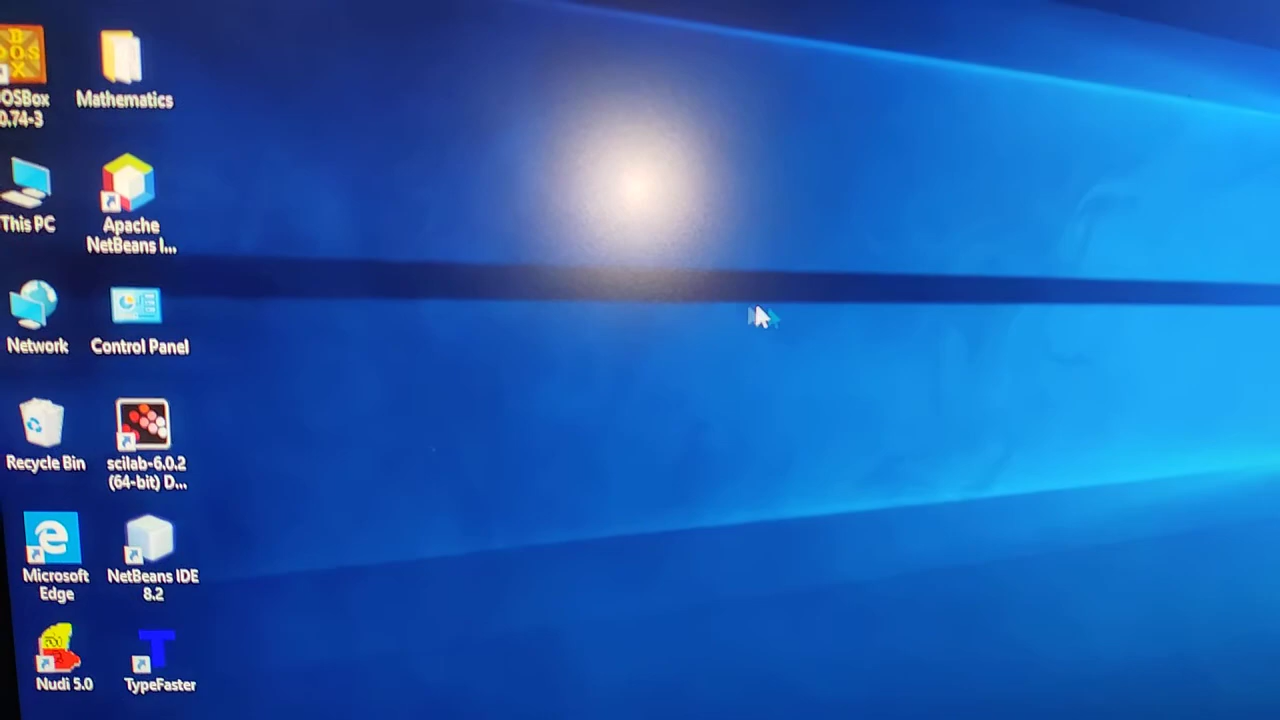 OSBox
0.74-3
Mathematics
This PC
Apache
NetBeans I...
Network
Control Panel
Recycle Bin
scilab-6.0.2
(64-bit) D...
Microsoft
Edge
NetBeans IDE
8.2
Nudi 5.0
TypeFaster